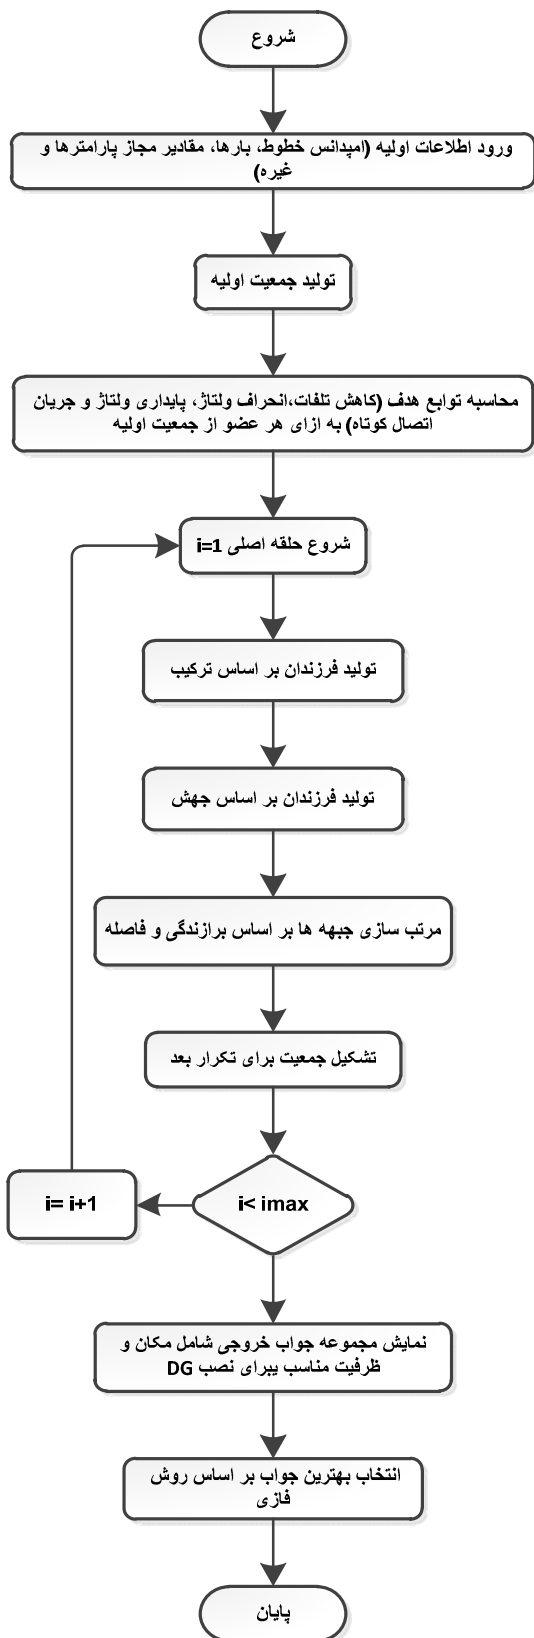 شروع
ورود اطلاعات اولیه (امپدانس خطوط، بارها، مقادیر مجاز پارامترها و
غیره)
تولید جمعیت اولیه
محاسبه توابع هدف (کاهش تلفات،انحراف ولتاژ، پایداری ولتاژ و جریان
اتصال کوتاه) به ازای هر عضو از جمعیت اولیه
شروع حلقه اصلی i=1
تولید فرزندان بر اساس ترکیب
تولید فرزندان بر اساس جهش
مرتب سازی جبهه ها بر اساس برازندگی و فاصله
تشکیل جمعیت برای تکرار بعد
i< imax
i= i+1
نمایش مجموعه جواب خروجی شامل مکان و
ظرفیت مناسب یبرای نصب DG
انتخاب بهترین جواب بر اساس روش
فازی
پایان